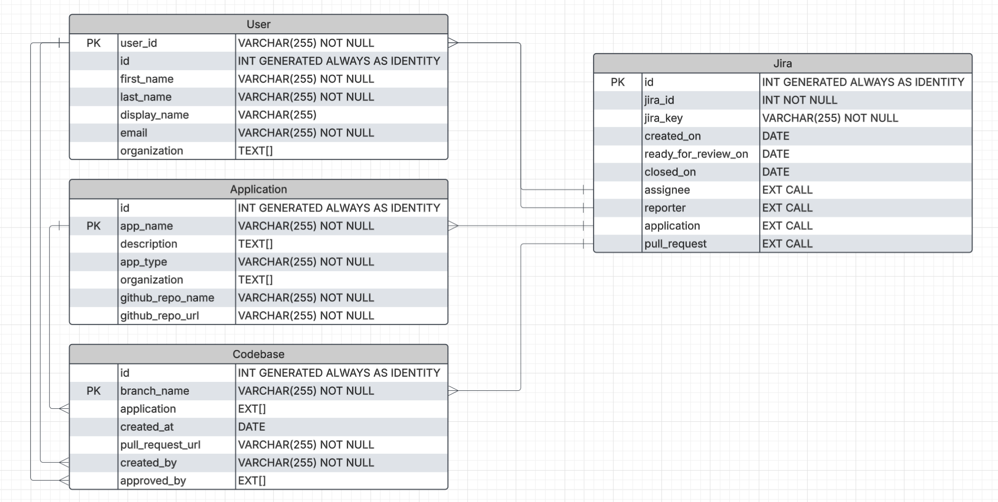 User
PK user_id VARCHAR(255) NOT NULL
id INT GENERATED ALWAYS AS IDENTITY
first_name VARCHAR(255) NOT NULL
last_name VARCHAR(255) NOT NULL
display_name VARCHAR(255)
email VARCHAR(255) NOT NULL
organization TEXT[]
Application
id INT GENERATED ALWAYS AS IDENTITY
PK app_name VARCHAR(255) NOT NULL
description TEXT[]
app_type VARCHAR(255) NOT NULL
organization TEXT[]
github_repo_name VARCHAR(255) NOT NULL
github_repo_url VARCHAR(255) NOT NULL
Codebase
id INT GENERATED ALWAYS AS IDENTITY
PK branch_name VARCHAR(255) NOT NULL
application EXT[]
created_at DATE
pull_request_url VARCHAR(255) NOT NULL
created_by VARCHAR(255) NOT NULL
approved_by EXT[]
Jira
PK id INT GENERATED ALWAYS AS IDENTITY
jira_id INT NOT NULL
jira_key VARCHAR(255) NOT NULL
created_on DATE
ready_for_review_on DATE
closed_on DATE
assignee EXT CALL
reporter EXT CALL
application EXT CALL
pull_request EXT CALL